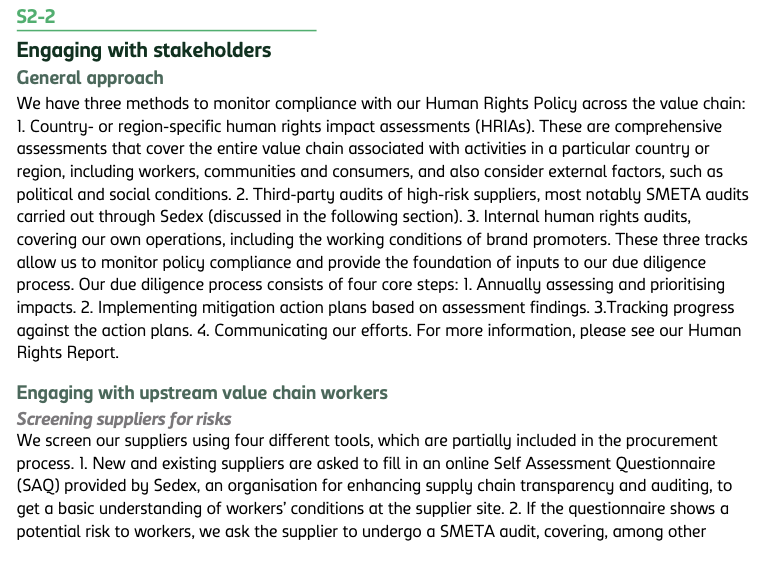 S2-2
Engaging with stakeholders
General approach
We have three methods to monitor compliance with our Human Rights Policy across the value chain:
1. Country- or region-specific human rights impact assessments (HRIAs). These are comprehensive
assessments that cover the entire value chain associated with activities in a particular country or
region, including workers, communities and consumers, and also consider external factors, such as
political and social conditions. 2. Third-party audits of high-risk suppliers, most notably SMETA audits
carried out through Sedex (discussed in the following section). 3. Internal human rights audits,
covering our own operations, including the working conditions of brand promoters. These three tracks
allow us to monitor policy compliance and provide the foundation of inputs to our due diligence
process. Our due diligence process consists of four core steps: 1. Annually assessing and prioritising
impacts. 2. Implementing mitigation action plans based on assessment findings. 3.Tracking progress
against the action plans. 4. Communicating our efforts. For more information, please see our Human
Rights Report.
Engaging with upstream value chain workers
Screening suppliers for risks
We screen our suppliers using four different tools, which are partially included in the procurement
process. 1. New and existing suppliers are asked to fill in an online Self Assessment Questionnaire
(SAQ) provided by Sedex, an organisation for enhancing supply chain transparency and auditing, to
get a basic understanding of workers' conditions at the supplier site. 2. If the questionnaire shows a
potential risk to workers, we ask the supplier to undergo a SMETA audit, covering, among other